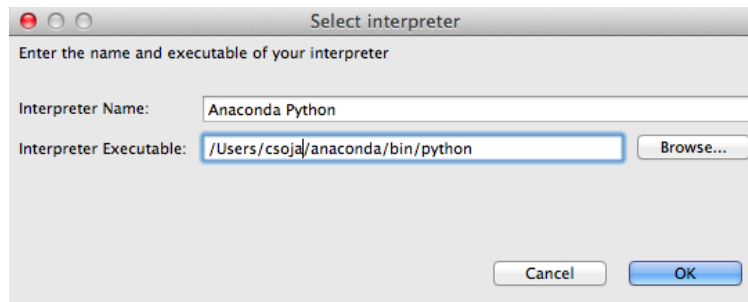 Select interpreter
Enter the name and executable of your interpreter
Interpreter Name: Anaconda Python
Interpreter Executable: /Users/csoja/anaconda/bin/python Browse...
Cancel OK